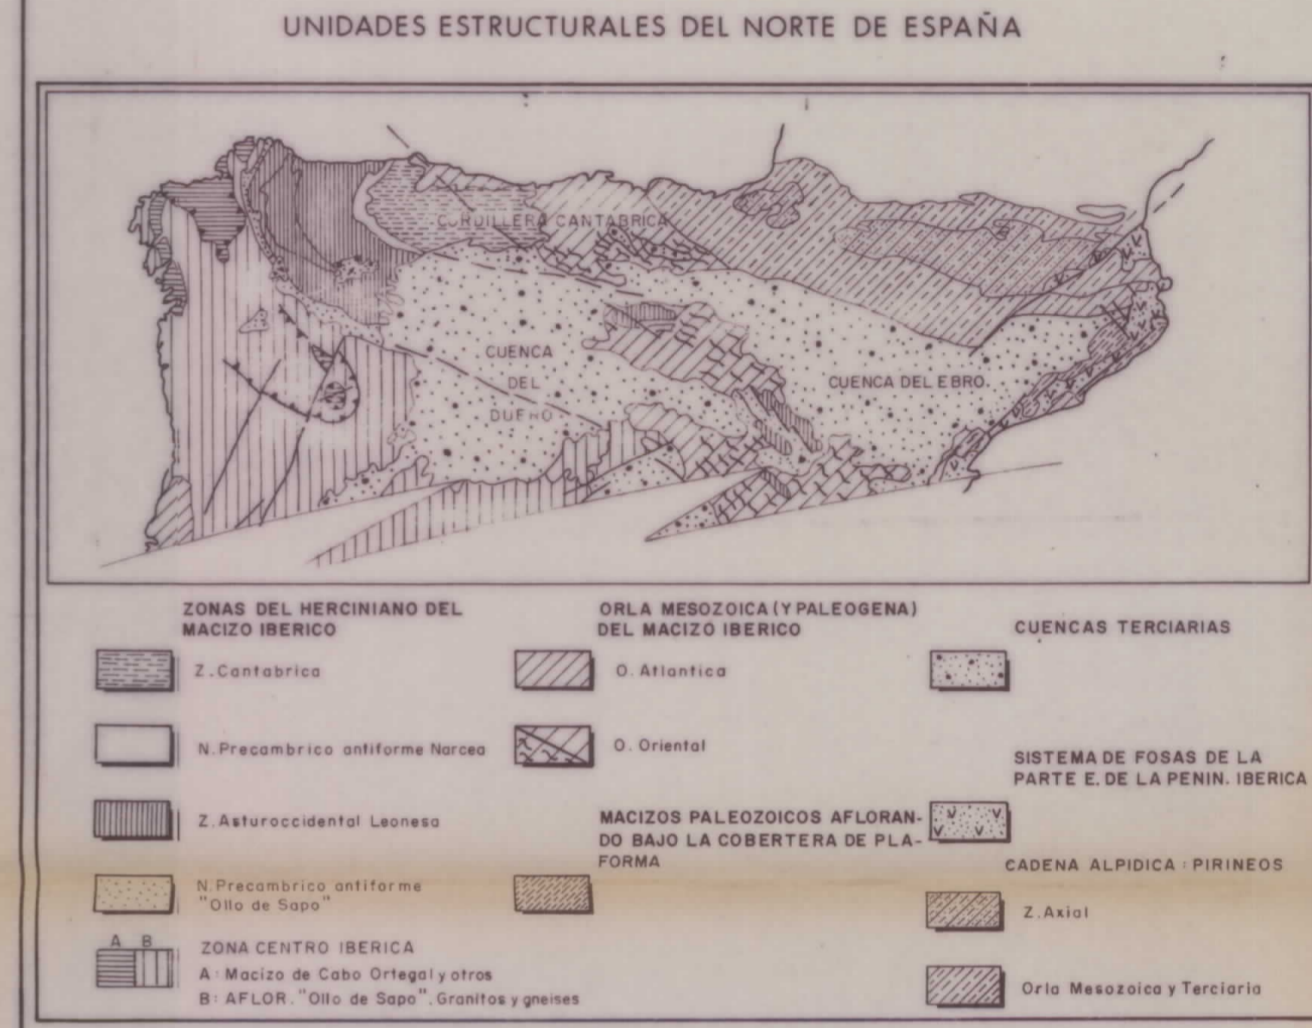 UNIDADES ESTRUCTURALES DEL NORTE DE ESPAÑA
CORDILLERA CANTABRICA
CUENCA
DEL
DUERO
CUENCA DEL EBRO.
ZONAS DEL HERCINIANO DEL
MACIZO IBERICO
Z. Cantabrica
N. Precambrico antiforme Narcea
Z. Asturoccidental Leonesa
N. Precambrico antiforme
"Ollo de Sapo"
A B
ZONA CENTRO IBERICA
A: Macizo de Cabo Ortegal y otros
B: AFLOR. "Ollo de Sapo". Granitos y gneises
ORLA MESOZOICA (Y PALEOGENA)
DEL MACIZO IBERICO
O. Atlantica
O. Oriental
MACIZOS PALEOZOICOS AFLORAN-
DO BAJO LA COBERTERA DE PLA-
FORMA
CUENCAS TERCIARIAS
SISTEMA DE FOSAS DE LA
PARTE E. DE LA PENIN. IBERICA
CADENA ALPIDICA : PIRINEOS
Z. Axial
Orla Mesozoica y Terciaria